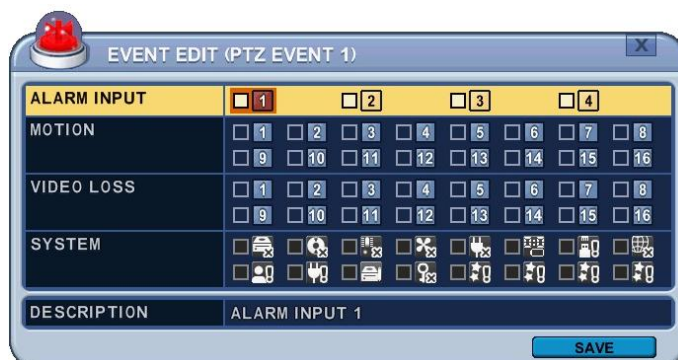 EVENT EDIT (PTZ EVENT 1)
X
ALARM INPUT 1 2 3 4
MOTION 1 2 3 4 5 6 7 8
9 10 11 12 13 14 15 16
VIDEO LOSS 1 2 3 4 5 6 7 8
9 10 11 12 13 14 15 16
SYSTEM
DESCRIPTION ALARM INPUT 1
SAVE